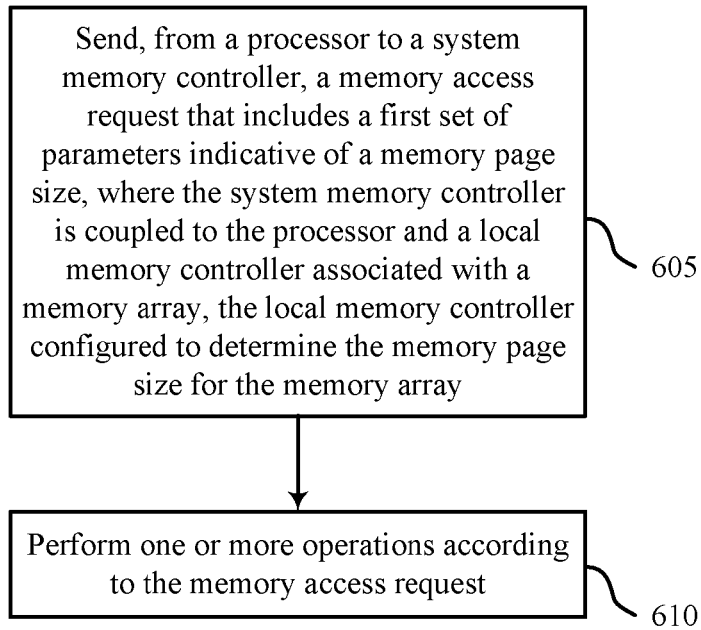 Send, from a processor to a system
memory controller, a memory access
request that includes a first set of
parameters indicative of a memory page
size, where the system memory controller
is coupled to the processor and a local
memory controller associated with a
memory array, the local memory controller
configured to determine the memory page
size for the memory array
605
Perform one or more operations according
to the memory access request
610